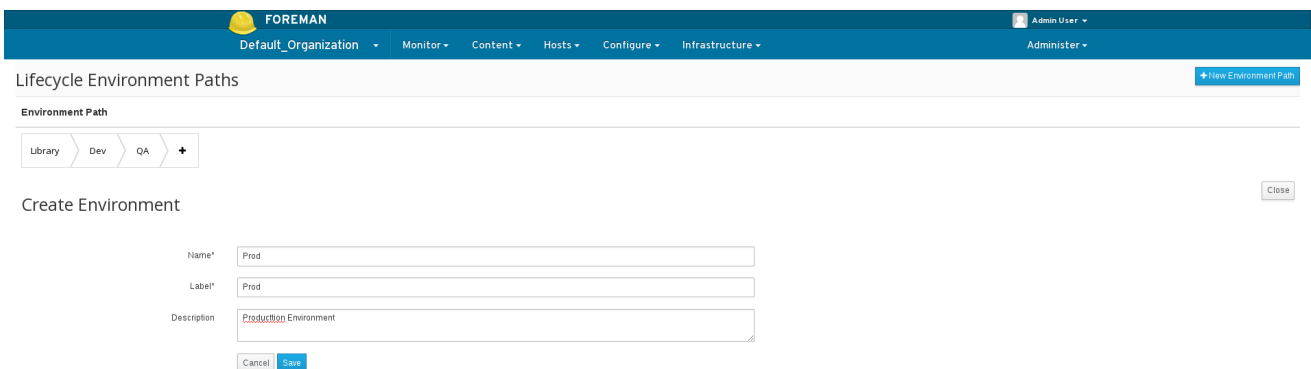 FOREMAN
Admin User
Default_Organization Monitor Content Hosts Configure Infrastructure Administer
Lifecycle Environment Paths
+ New Environment Path
Environment Path
Library Dev QA +
Close
Create Environment
Name* Prod
Label* Prod
Description Producttion Environment
Cancel Save